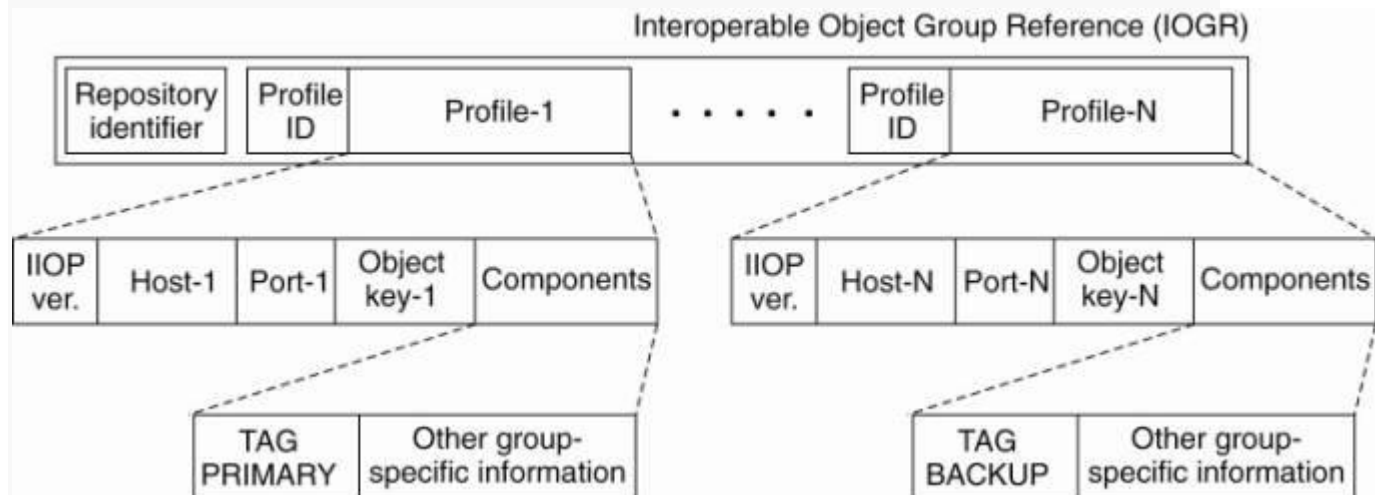 Interoperable Object Group Reference (IOGR)
Repository
identifier
Profile
ID
Profile-1
. . . . .
Profile
ID
Profile-N
IIOP
ver.
Host-1
Port-1
Object
key-1
Components
IIOP
ver.
Host-N
Port-N
Object
key-N
Components
TAG
PRIMARY
Other group-
specific information
TAG
BACKUP
Other group-
specific information